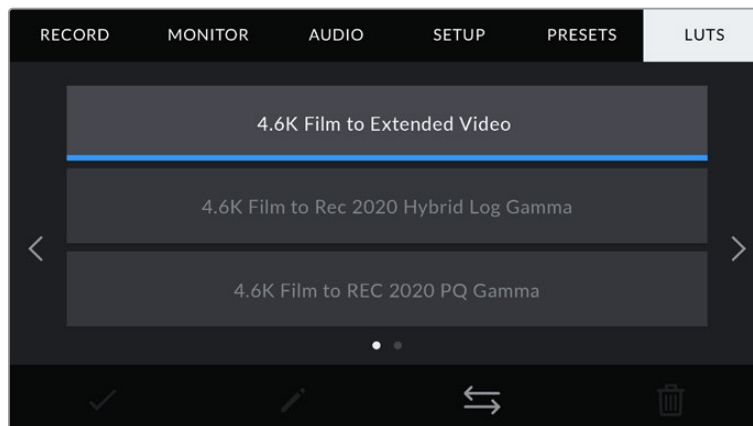 RECORD MONITOR AUDIO SETUP PRESETS LUTS
4.6K Film to Extended Video
4.6K Film to Rec 2020 Hybrid Log Gamma
4.6K Film to REC 2020 PQ Gamma